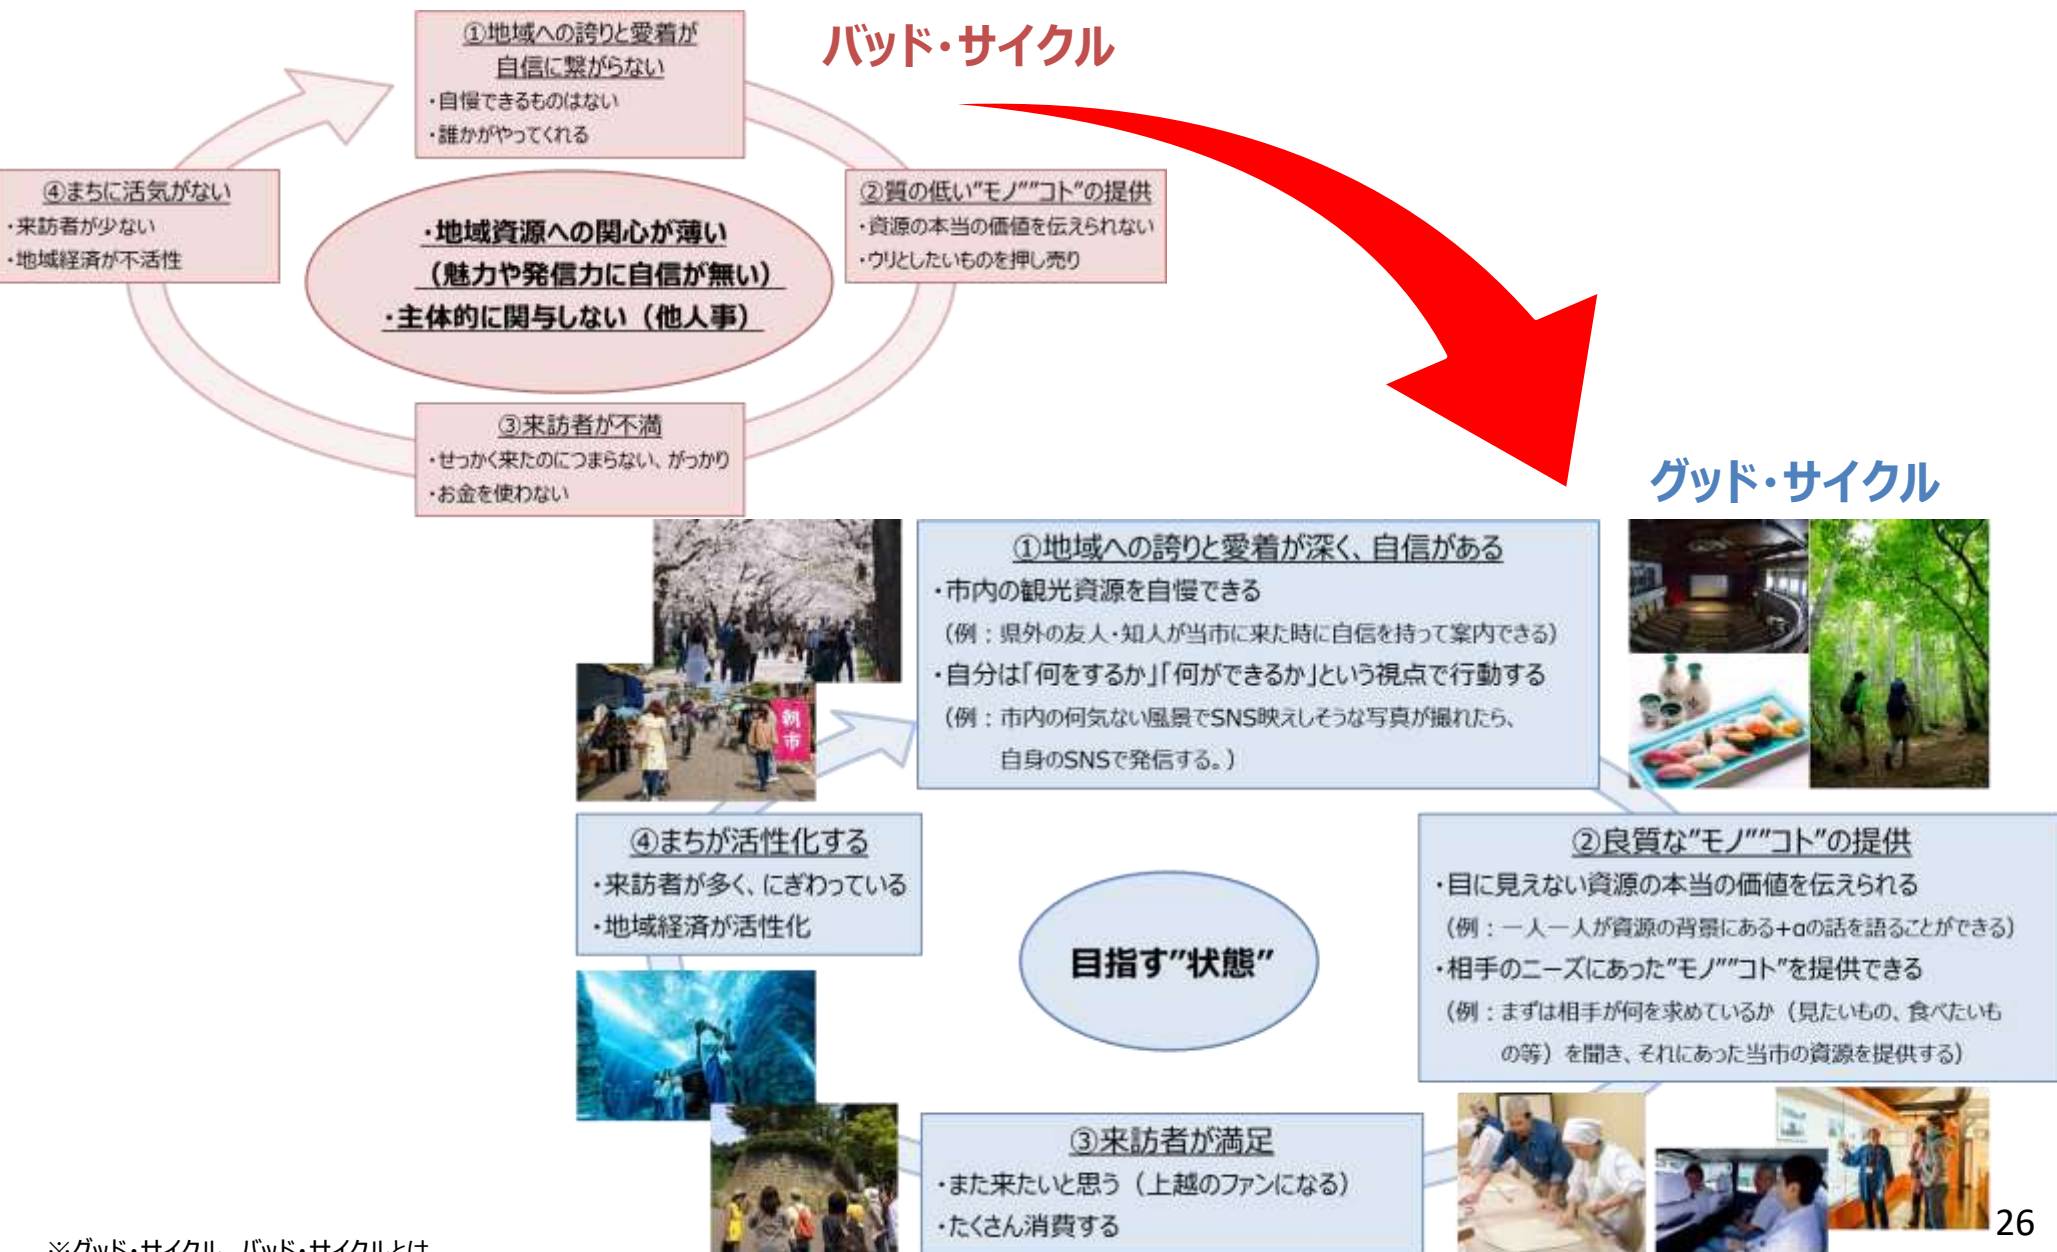 バッド・サイクル
①地域への誇りと愛着が
自信に繋がらない
・自慢できるものはない
・誰かがやってくれる
②質の低い”モノ””コト”の提供
・資源の本当の価値を伝えられない
・ウリとしたいものを押し売り
③来訪者が不満
・せっかく来たのにつまらない、がっかり
・お金を使わない
④まちに活気がない
・来訪者が少ない
・地域経済が不活性
・地域資源への関心が薄い
（魅力や発信力に自信が無い）
・主体的に関与しない（他人事）
グッド・サイクル
①地域への誇りと愛着が深く、自信がある
・市内の観光資源を自慢できる
（例：県外の友人・知人が当市に来た時に自信を持って案内できる）
・自分は「何をするか」「何ができるか」という視点で行動する
（例：市内の何気ない風景でSNS映えしそうな写真が撮れたら、
自身のSNSで発信する。）
②良質な”モノ””コト”の提供
・目に見えない資源の本当の価値を伝えられる
（例：一人一人が資源の背景にある+αの話を語ることができる）
・相手のニーズにあった”モノ””コト”を提供できる
（例：まずは相手が何を求めているか（見たいもの、食べたいも
の等）を聞き、それにあった当市の資源を提供する）
③来訪者が満足
・また来たいと思う（上越のファンになる）
・たくさん消費する
④まちが活性化する
・来訪者が多く、にぎわっている
・地域経済が活性化
目指す”状態”
朝市
※グッド・サイクル、バッド・サイクルとは
26